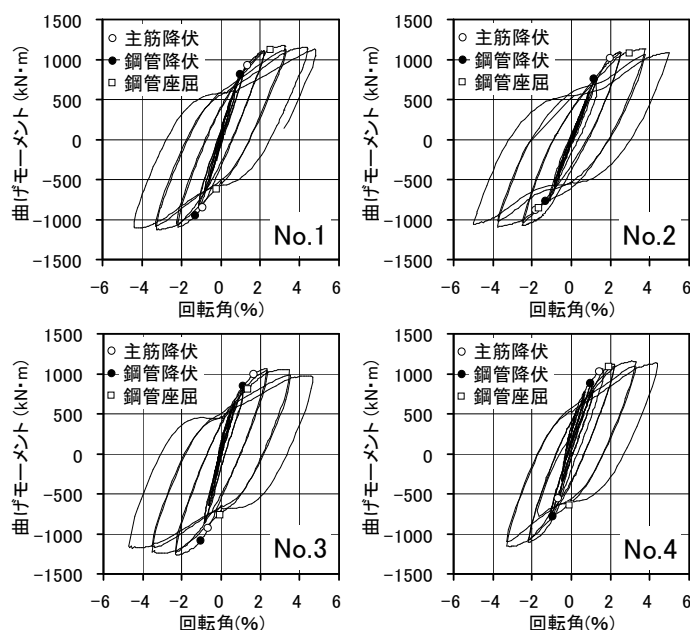 ○ 主筋降伏
● 鋼管降伏
□ 鋼管座屈
曲げモーメント (kN・m)
1500
1000
500
0
−500
−1000
−1500
−6 −4 −2 0 2 4 6
回転角(%)
No.1
○ 主筋降伏
● 鋼管降伏
□ 鋼管座屈
曲げモーメント (kN・m)
1500
1000
500
0
−500
−1000
−1500
−6 −4 −2 0 2 4 6
回転角(%)
No.2
○ 主筋降伏
● 鋼管降伏
□ 鋼管座屈
曲げモーメント (kN・m)
1500
1000
500
0
−500
−1000
−1500
−6 −4 −2 0 2 4 6
回転角(%)
No.3
○ 主筋降伏
● 鋼管降伏
□ 鋼管座屈
曲げモーメント (kN・m)
1500
1000
500
0
−500
−1000
−1500
−6 −4 −2 0 2 4 6
回転角(%)
No.4